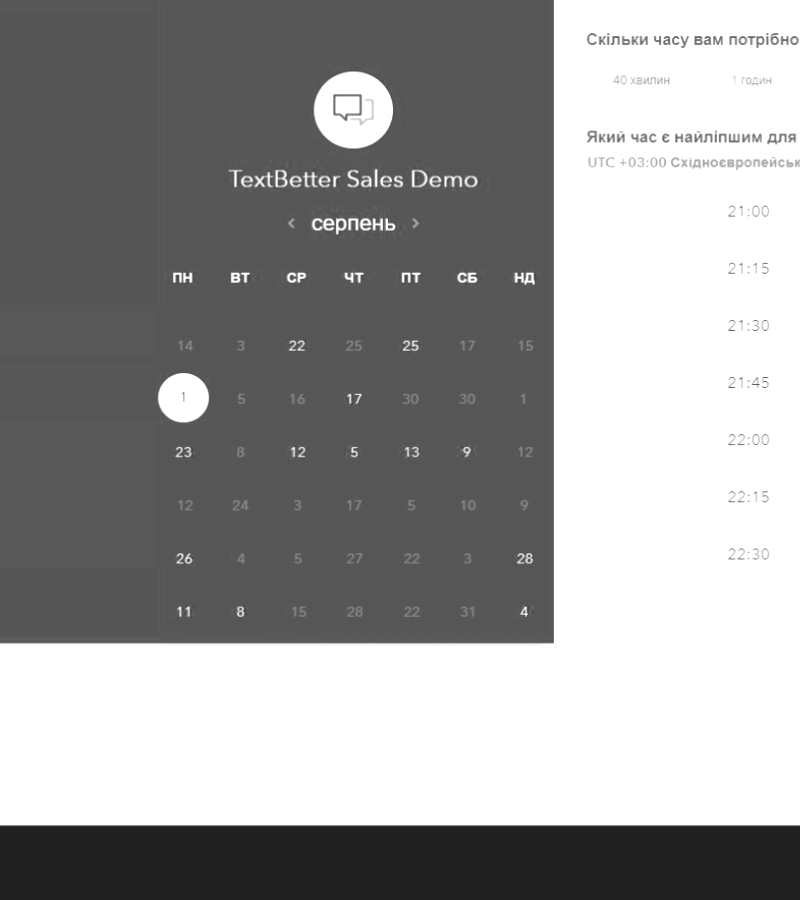 TextBetter Sales Demo
< серпень >
ПН ВТ СР ЧТ ПТ СБ НД
14 3 22 25 25 17 15
1 5 16 17 30 30 1
23 8 12 5 13 9 12
12 24 3 17 5 10 9
26 4 5 27 22 3 28
11 8 15 28 22 31 4
Скільки часу вам потрібно
40 хвилин 1 годин
Який час є найліпшим для
UTC +03:00 Східноєвропейськ
21:00
21:15
21:30
21:45
22:00
22:15
22:30